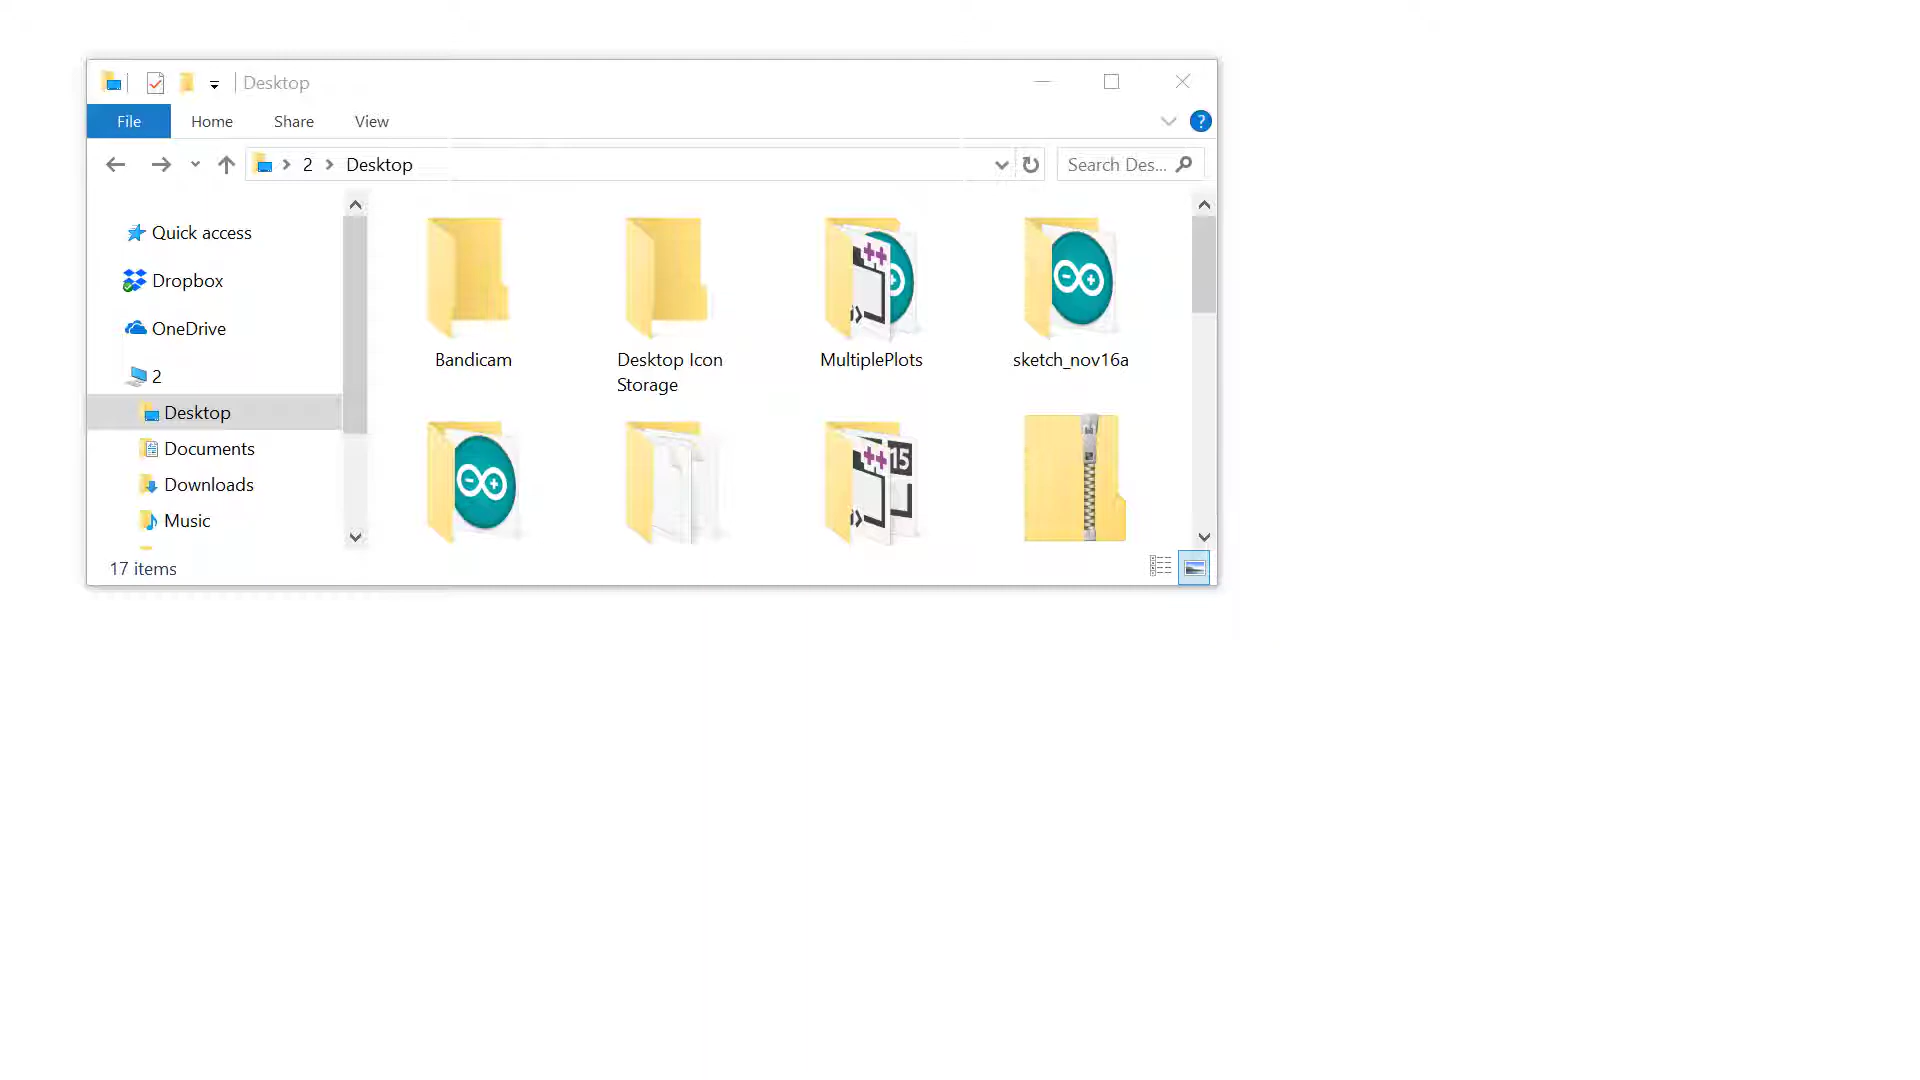 Desktop
File Home Share View
?
2 Desktop
Search Des...
Quick access
Dropbox
OneDrive
2
Desktop
Documents
Downloads
Music
Bandicam
Desktop Icon
Storage
MultiplePlots
sketch_nov16a
++
++ 15
17 items